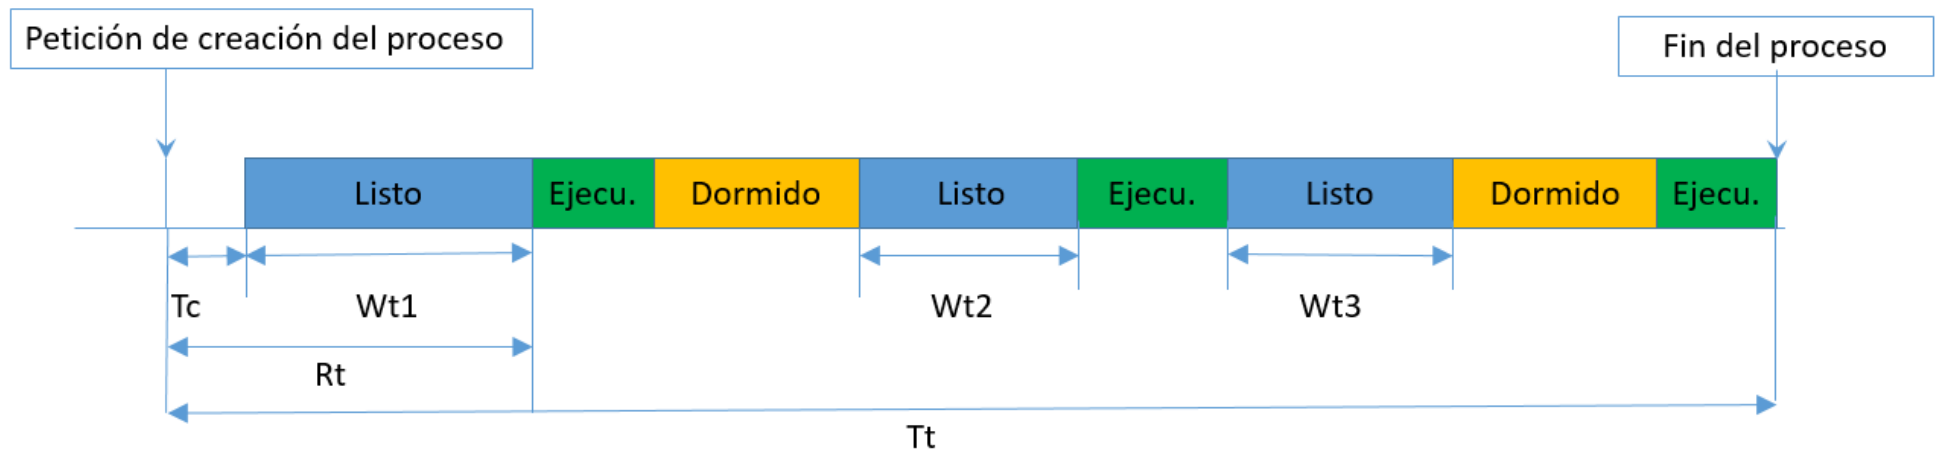 Petición de creación del proceso
Fin del proceso
Listo
Ejecu.
Dormido
Listo
Ejecu.
Listo
Dormido
Ejecu.
Tc
Wt1
Wt2
Wt3
Rt
Tt